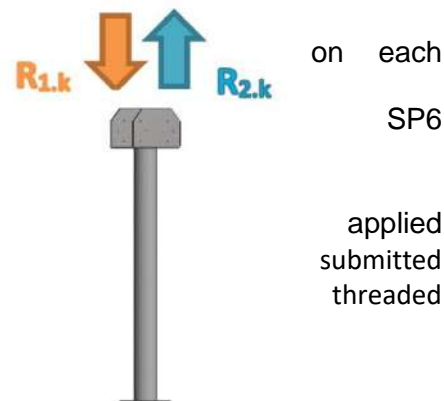 on each
R1.k R2.k
SP6
applied
submitted
threaded